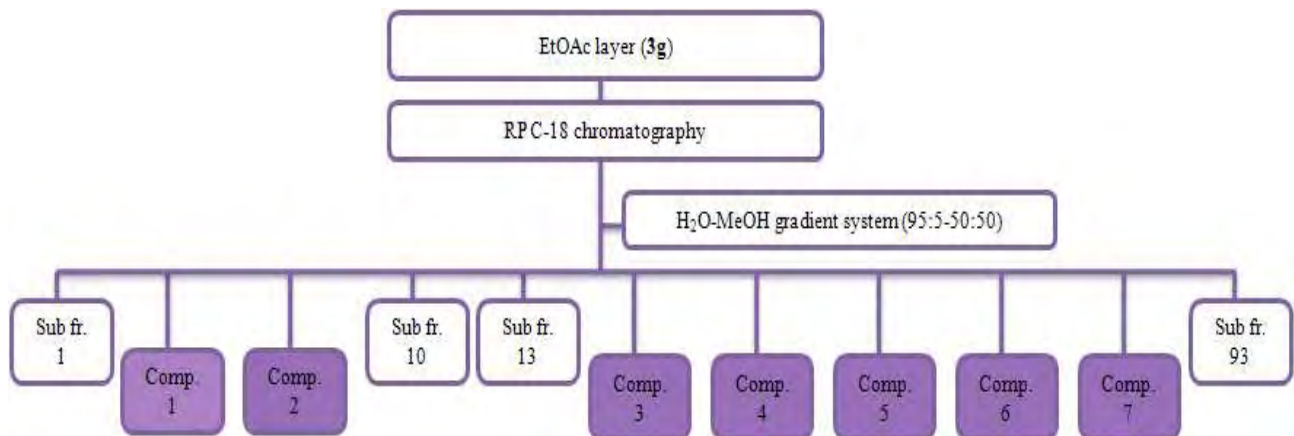 EtOAc layer (3g)
RPC-18 chromatography
H₂O-MeOH gradient system (95:5-50:50)
Sub fr.
1
Comp.
1
Comp.
2
Sub fr.
10
Sub fr.
13
Comp.
3
Comp.
4
Comp.
5
Comp.
6
Comp.
7
Sub fr.
93